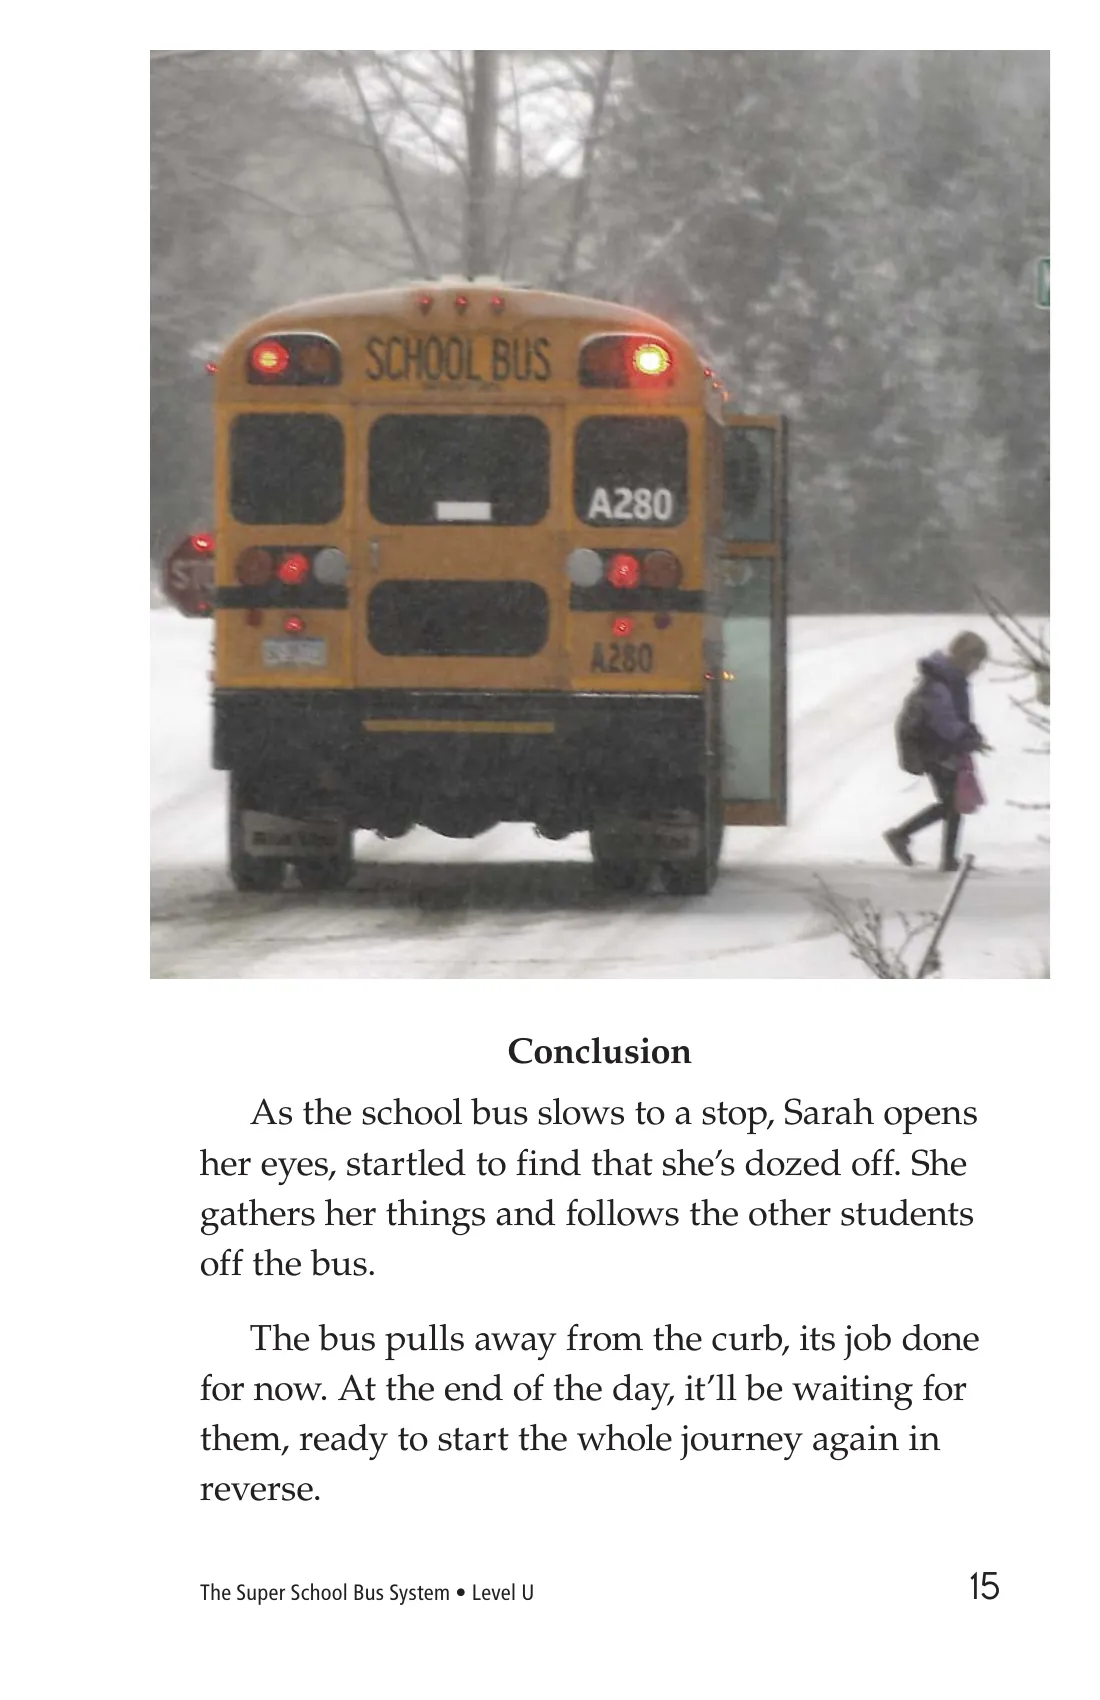 SCHOOL BUS
A280
A280
Conclusion
As the school bus slows to a stop, Sarah opens
her eyes, startled to find that she’s dozed off. She
gathers her things and follows the other students
off the bus.
The bus pulls away from the curb, its job done
for now. At the end of the day, it’ll be waiting for
them, ready to start the whole journey again in
reverse.
The Super School Bus System • Level U
15